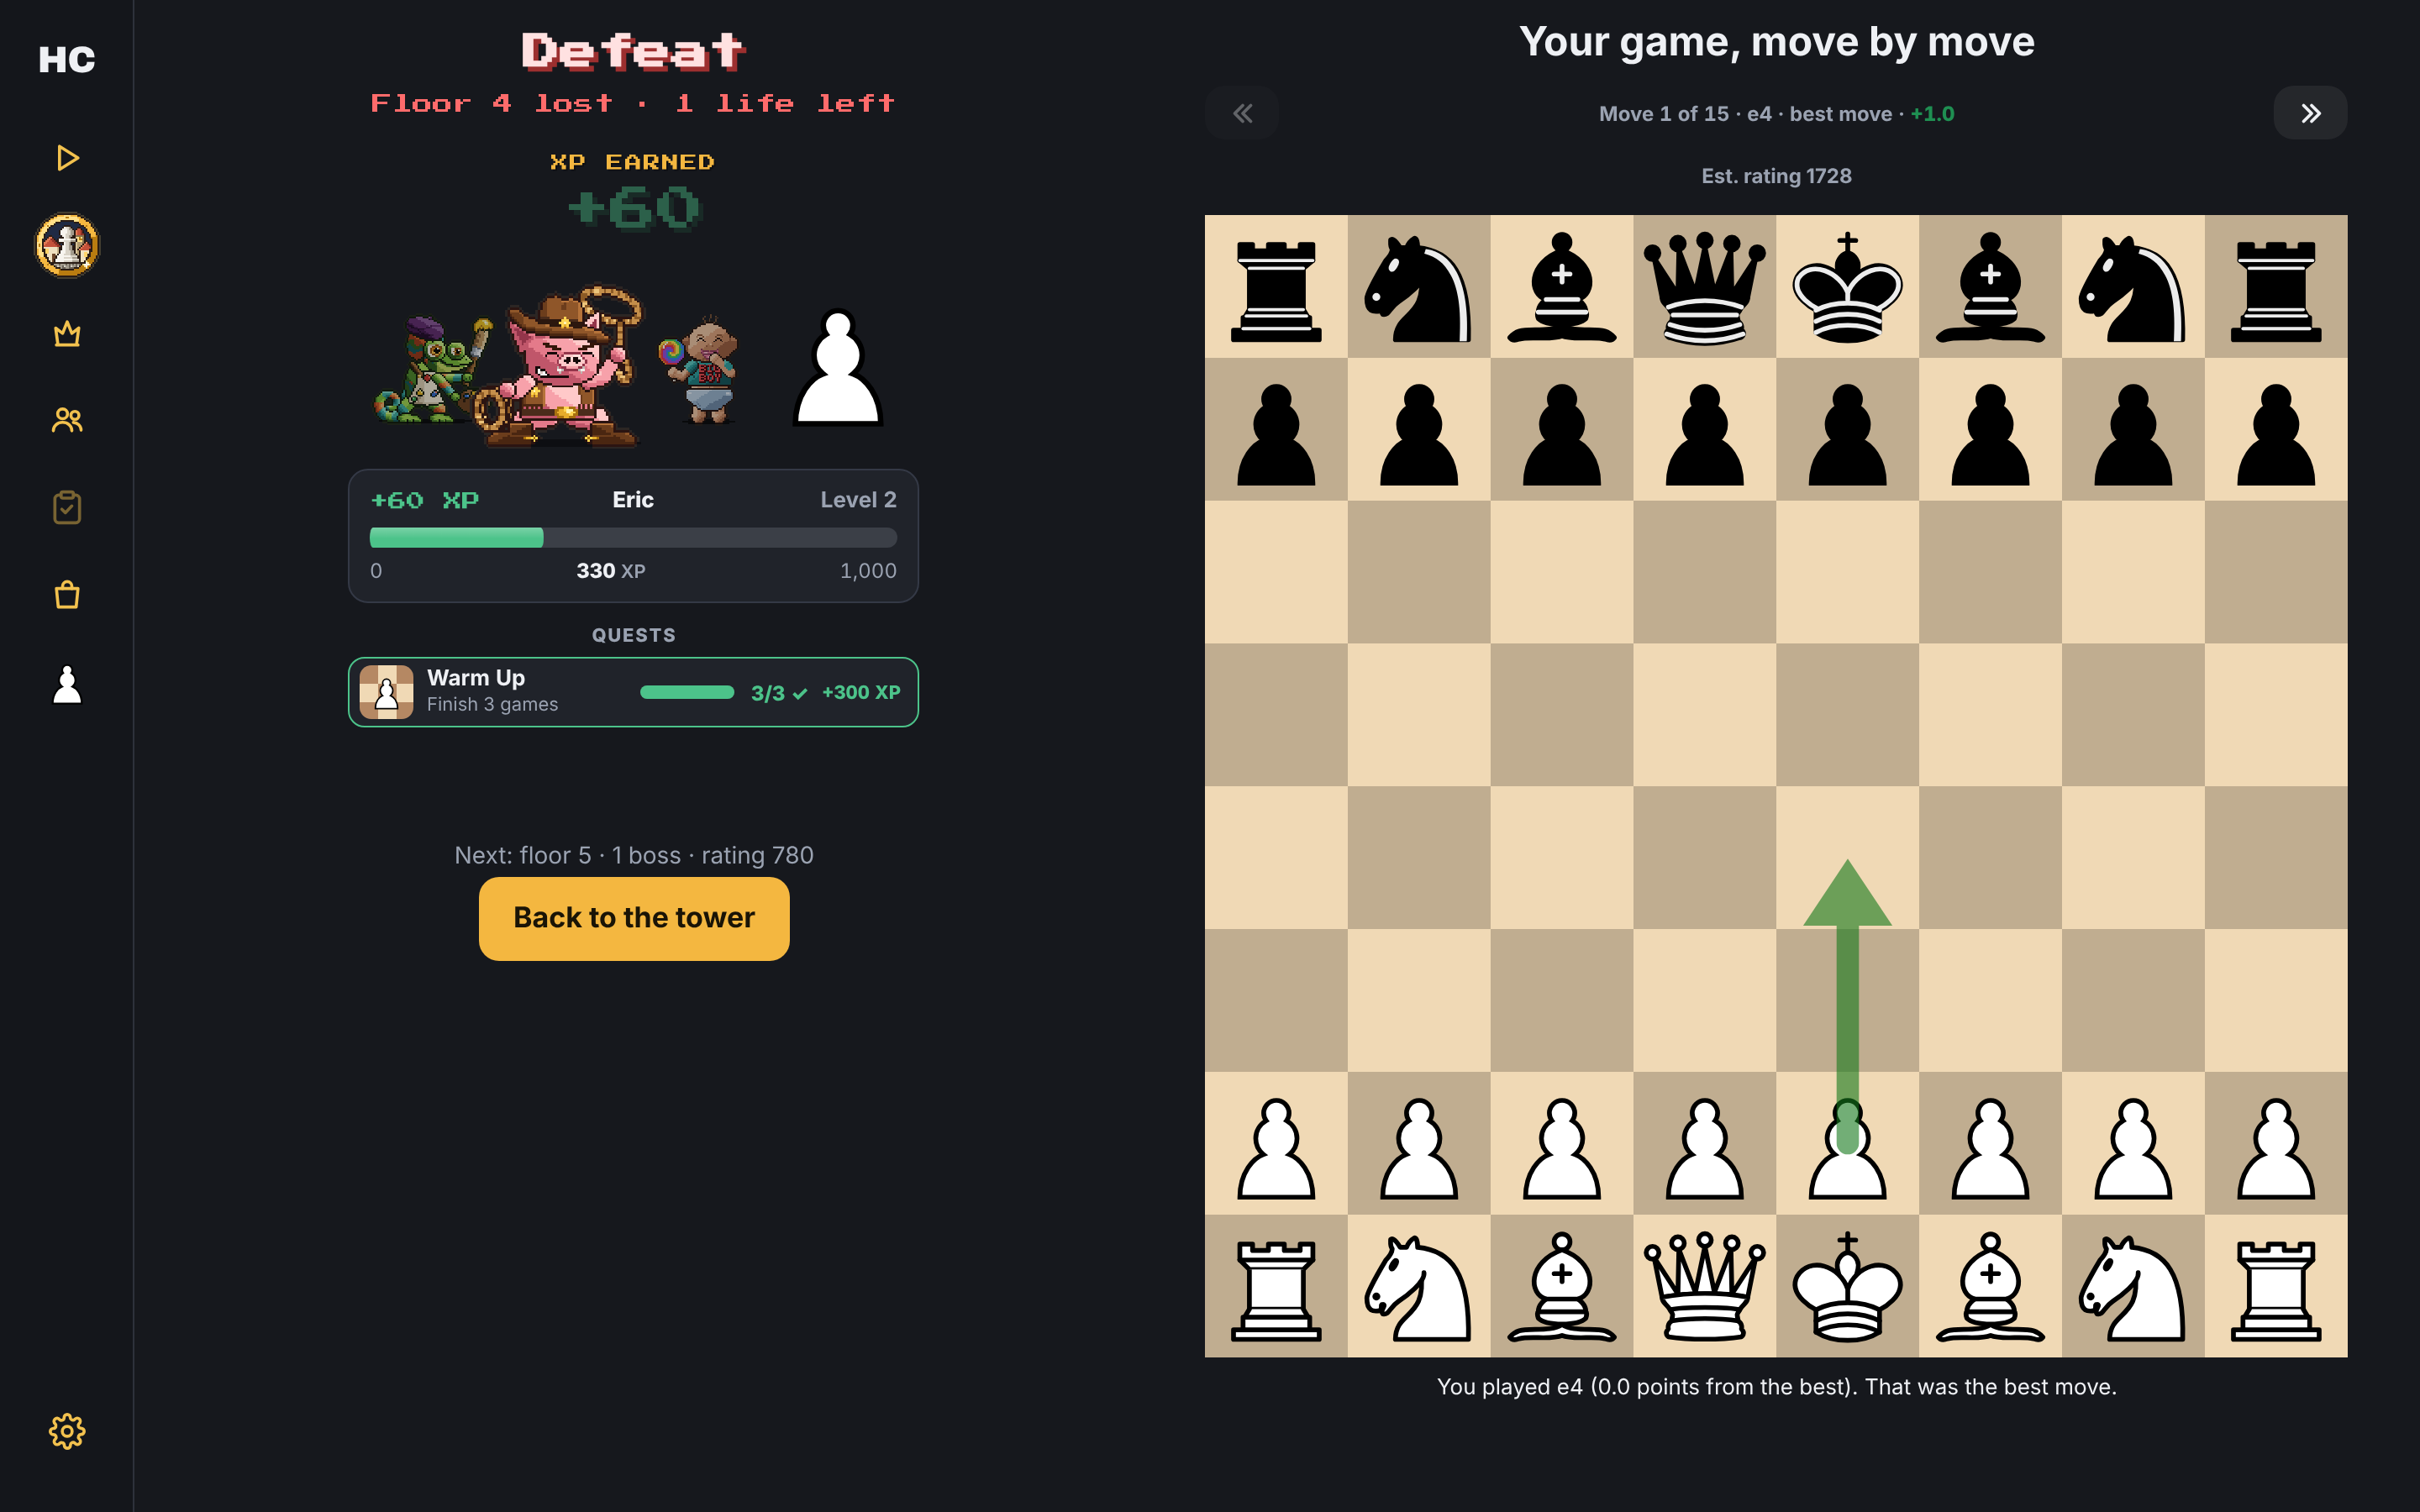 HC
Defeat
Floor 4 lost · 1 life left
XP EARNED
+60
BIG BOY
+60 XP Eric Level 2
0 330 XP 1,000
QUESTS
Warm Up
Finish 3 games
3/3 ✓ +300 XP
Next: floor 5 · 1 boss · rating 780
Back to the tower
Your game, move by move
Move 1 of 15 · e4 · best move · +1.0
Est. rating 1728
You played e4 (0.0 points from the best). That was the best move.